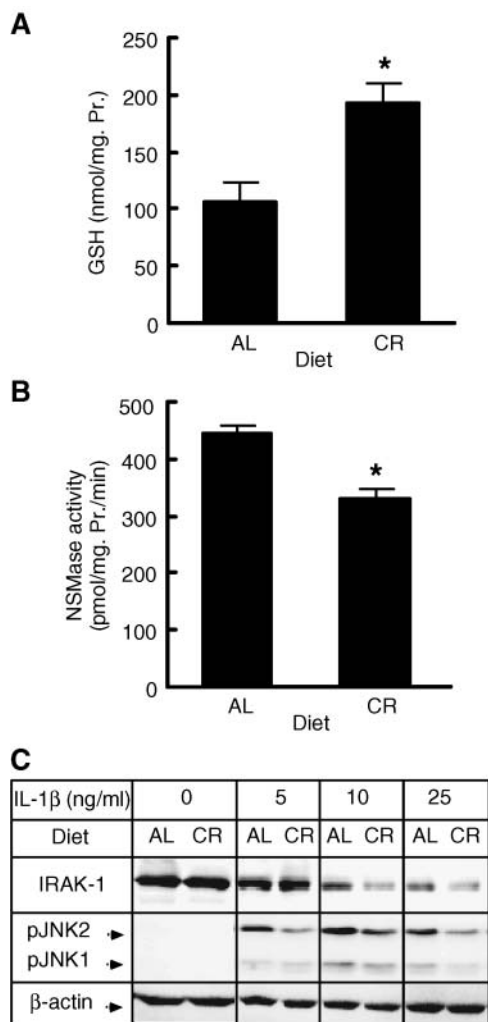 A
GSH (nmol/mg. Pr.)
250
200
150
100
50
0
*
AL
CR
Diet
B
NSMase activity
(pmol/mg. Pr./min)
500
400
300
200
100
0
*
AL
CR
Diet
C
IL-1β (ng/ml) 0 5 10 25
Diet AL CR AL CR AL CR AL CR
IRAK-1
pJNK2
pJNK1
β-actin